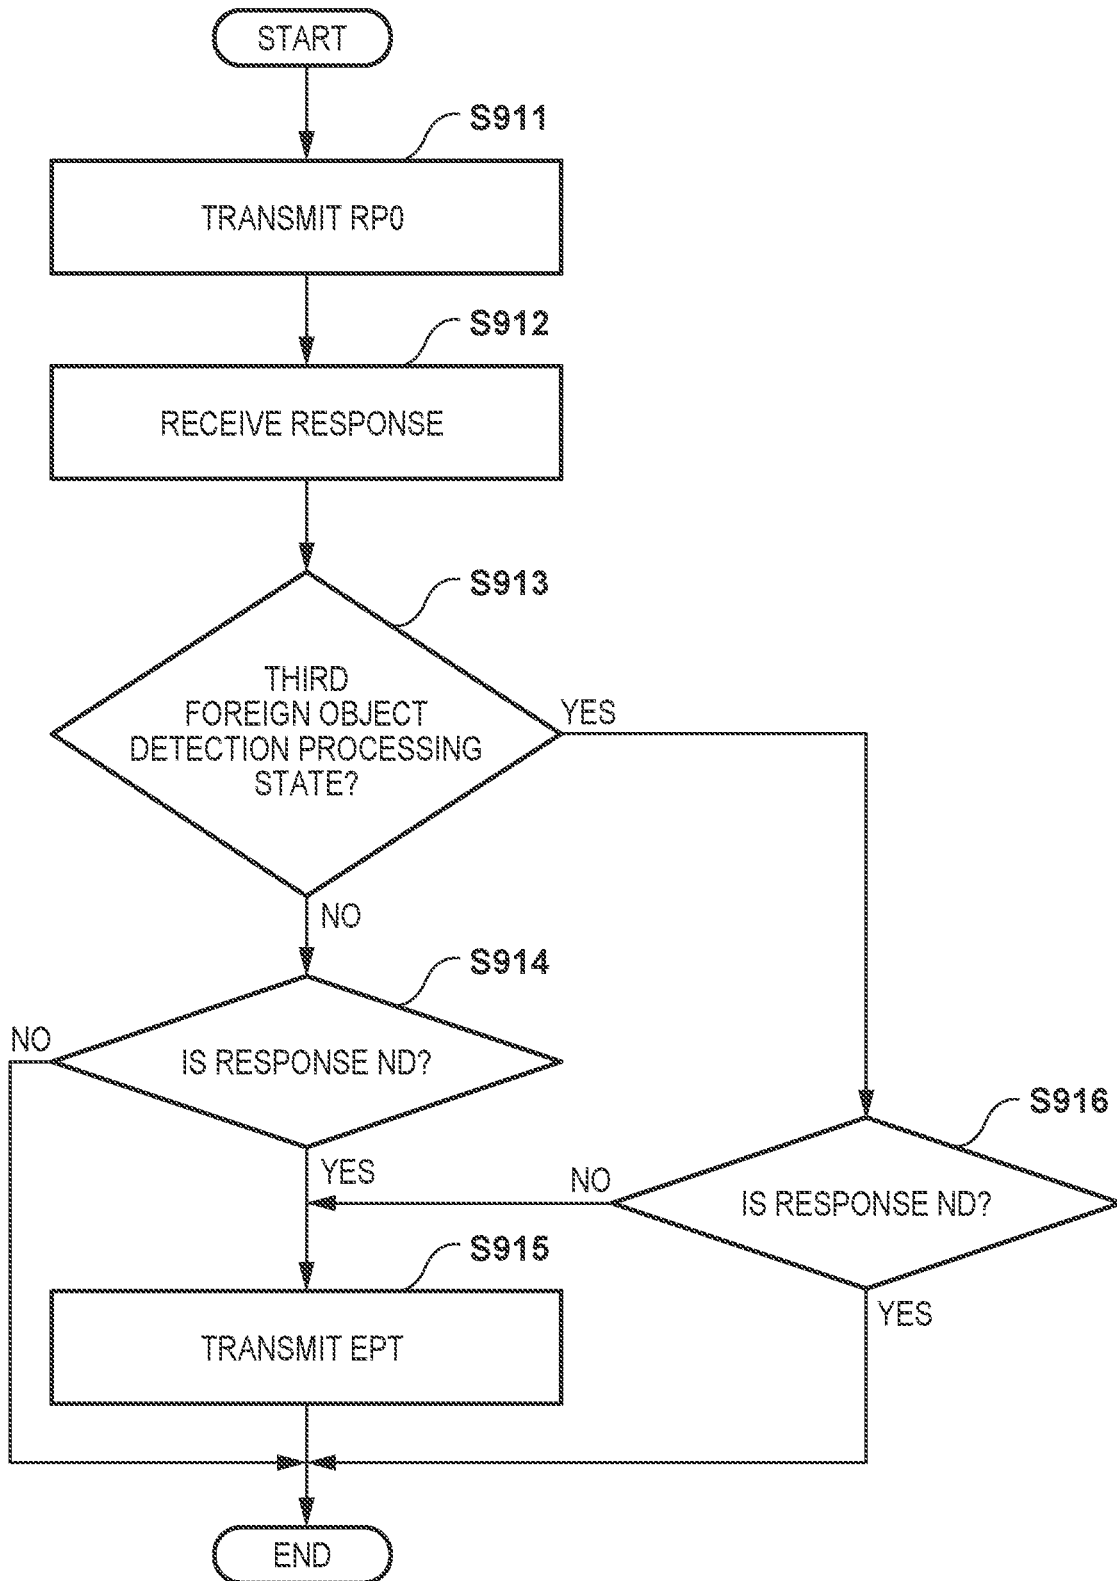 START
S911
TRANSMIT RP0
S912
RECEIVE RESPONSE
S913
THIRD
FOREIGN OBJECT
DETECTION PROCESSING
STATE?
YES
NO
S914
NO
IS RESPONSE ND?
S916
YES
NO
IS RESPONSE ND?
S915
YES
TRANSMIT EPT
END